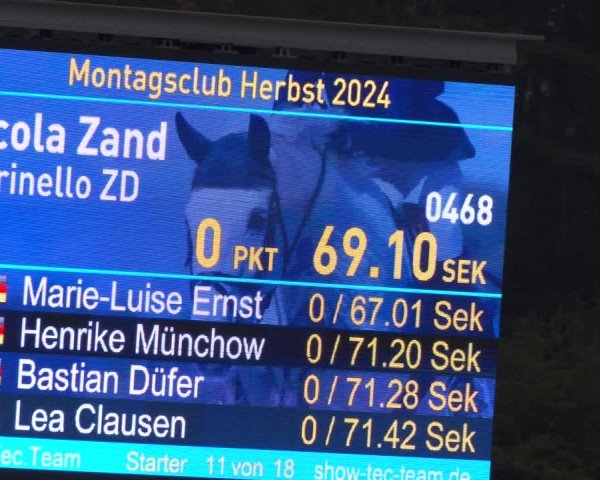 Montagsclub Herbst 2024
cola Zand
rinello ZD
0468
0 PKT 69.10 SEK
Marie-Luise Ernst 0 / 67.01 Sek
Henrike Münchow 0 / 71.20 Sek
Bastian Düfer 0 / 71.28 Sek
Lea Clausen 0 / 71.42 Sek
ec.Team Starter 11 von 18 show-tec-team.de